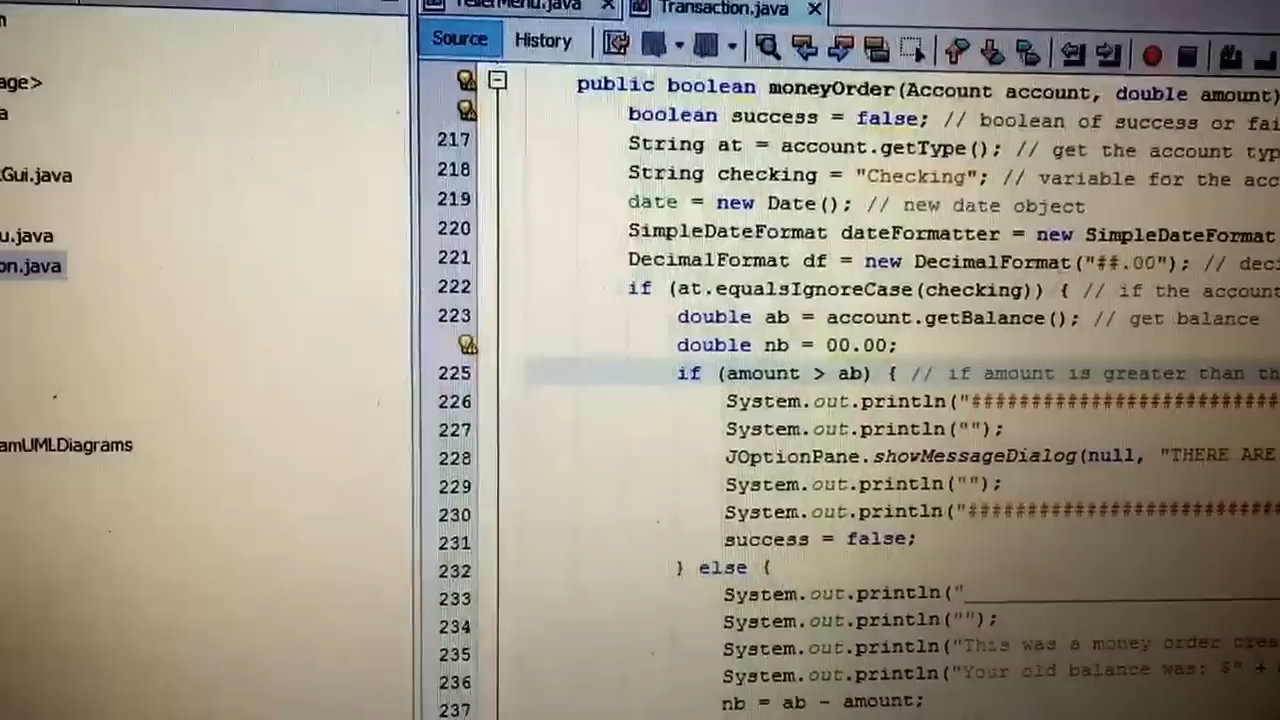 TellerMenu.java
Transaction.java
Source
History
age>
a
Gui.java
u.java
on.java
amUMLDiagrams
public boolean moneyOrder(Account account, double amount)
boolean success = false; // boolean of success or fai
217 String at = account.getType(); // get the account typ
218 String checking = "Checking"; // variable for the acc
219 date = new Date(); // new date object
220 SimpleDateFormat dateFormatter = new SimpleDateFormat
221 DecimalFormat df = new DecimalFormat("##.00"); // deci
222 if (at.equalsIgnoreCase(checking)) { // if the account
223 double ab = account.getBalance(); // get balance
double nb = 00.00;
225 if (amount > ab) { // if amount is greater than th
226 System.out.println("##########################
227 System.out.println("");
228 JOptionPane.showMessageDialog(null, "THERE ARE
229 System.out.println("");
230 System.out.println("##########################
231 success = false;
232 } else {
233 System.out.println("__________________________
234 System.out.println("");
235 System.out.println("This was a money order crea
236 System.out.println("Your old balance was: $" +
237 nb = ab - amount;